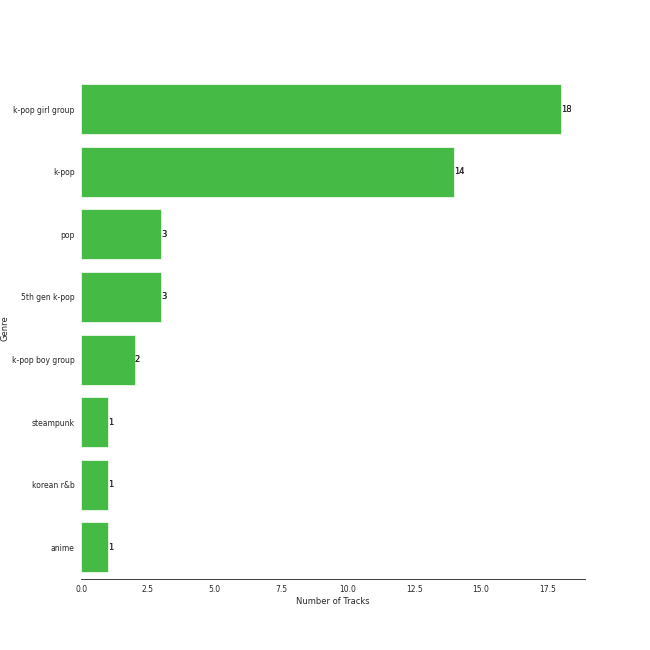 k-pop girl group 18
k-pop 14
pop 3
5th gen k-pop 3
k-pop boy group 2
steampunk 1
korean r&b 1
anime 1
Genre
0.0 2.5 5.0 7.5 10.0 12.5 15.0 17.5
Number of Tracks